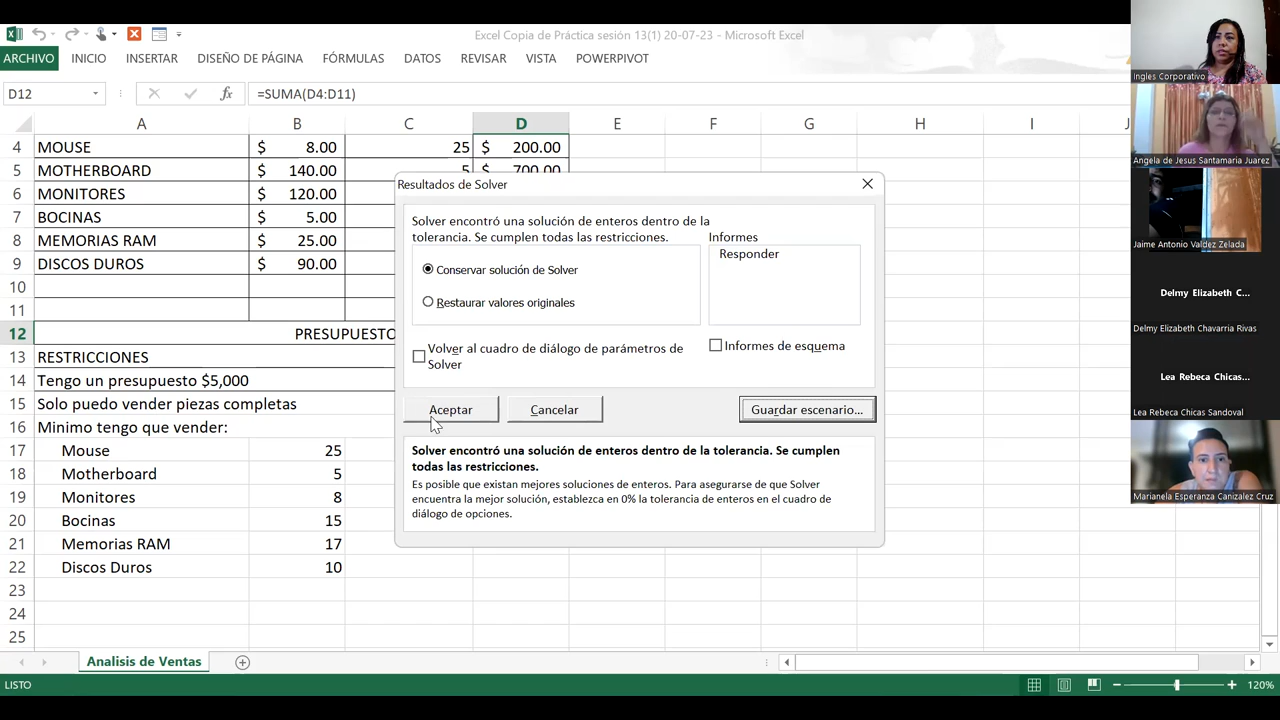 Excel Copia de Práctica sesión 13(1) 20-07-23 - Microsoft Excel
ARCHIVO INICIO INSERTAR DISEÑO DE PÁGINA FÓRMULAS DATOS REVISAR VISTA POWERPIVOT
D12 fx =SUMA(D4:D11)
A B C D E F G H I J
4 MOUSE $ 8.00 25 $ 200.00
5 MOTHERBOARD $ 140.00 5 $ 700.00
6 MONITORES $ 120.00
7 BOCINAS $ 5.00
8 MEMORIAS RAM $ 25.00
9 DISCOS DUROS $ 90.00
10
11
12 PRESUPUESTO
13 RESTRICCIONES
14 Tengo un presupuesto $5,000
15 Solo puedo vender piezas completas
16 Minimo tengo que vender:
17 Mouse 25
18 Motherboard 5
19 Monitores 8
20 Bocinas 15
21 Memorias RAM 17
22 Discos Duros 10
23
24
25
Resultados de Solver
Solver encontró una solución de enteros dentro de la
tolerancia. Se cumplen todas las restricciones.
Informes
Responder
Conservar solución de Solver
Restaurar valores originales
Volver al cuadro de diálogo de parámetros de
Solver
Informes de esquema
Aceptar Cancelar Guardar escenario...
Solver encontró una solución de enteros dentro de la tolerancia. Se cumplen
todas las restricciones.
Es posible que existan mejores soluciones de enteros. Para asegurarse de que Solver
encuentra la mejor solución, establezca en 0% la tolerancia de enteros en el cuadro de
diálogo de opciones.
Analisis de Ventas
LISTO 120%
Ingles Corporativo
Angela de Jesus Santamaria Juarez
Jaime Antonio Valdez Zelada
Delmy Elizabeth C...
Delmy Elizabeth Chavarria Rivas
Lea Rebeca Chicas...
Lea Rebeca Chicas Sandoval
Marianela Esperanza Canizalez Cruz